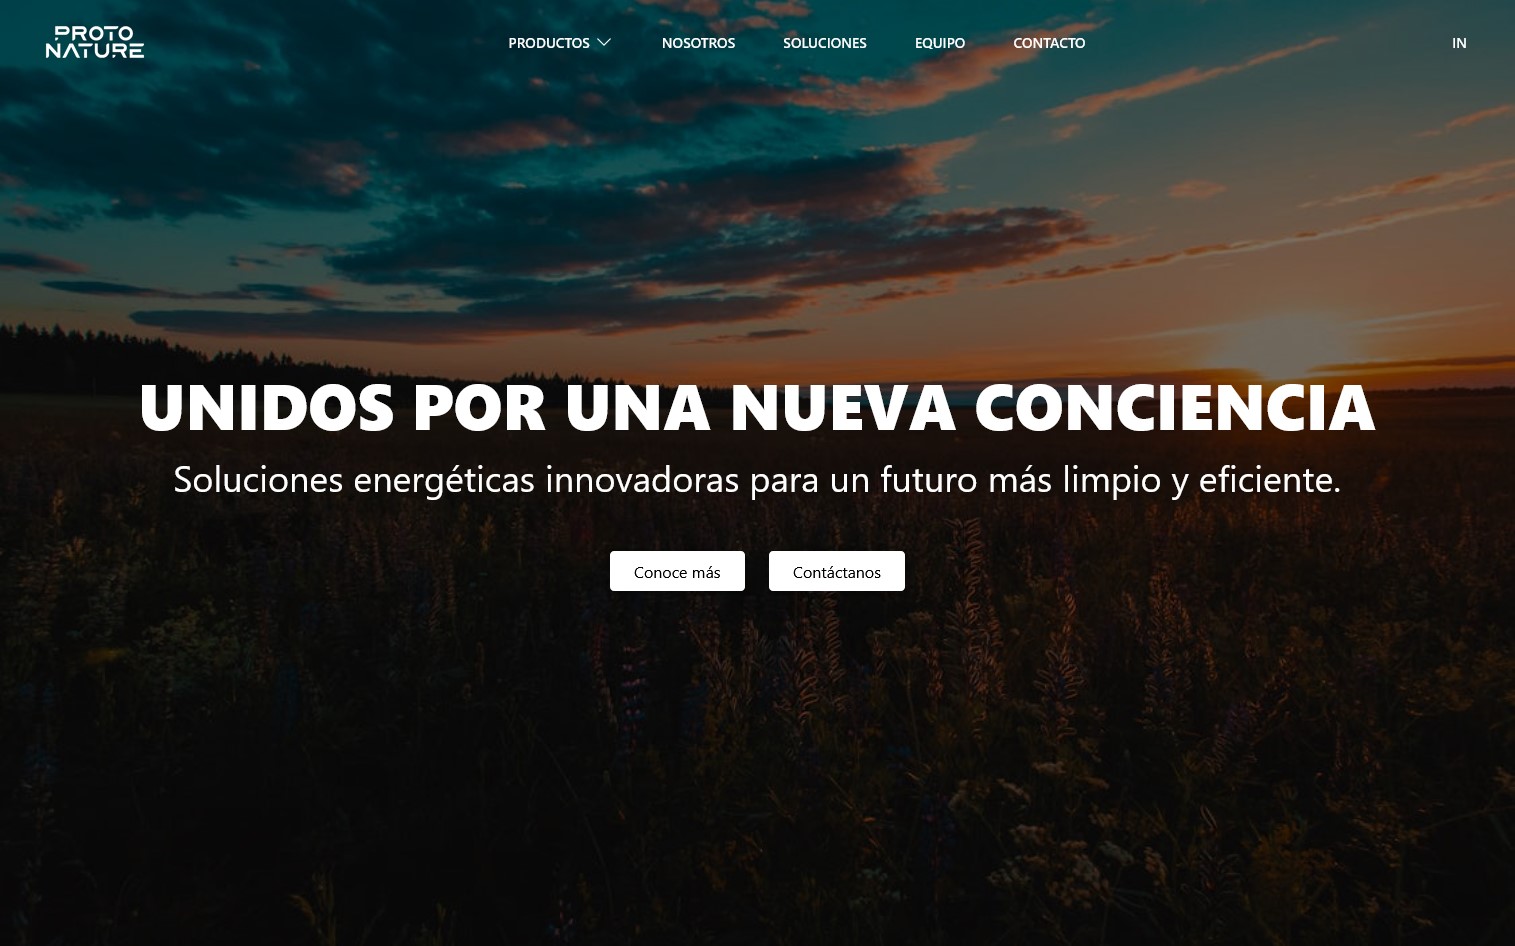 PROTO
NATURE
PRODUCTOS
NOSOTROS
SOLUCIONES
EQUIPO
CONTACTO
IN
UNIDOS POR UNA NUEVA CONCIENCIA
Soluciones energéticas innovadoras para un futuro más limpio y eficiente.
Conoce más
Contáctanos